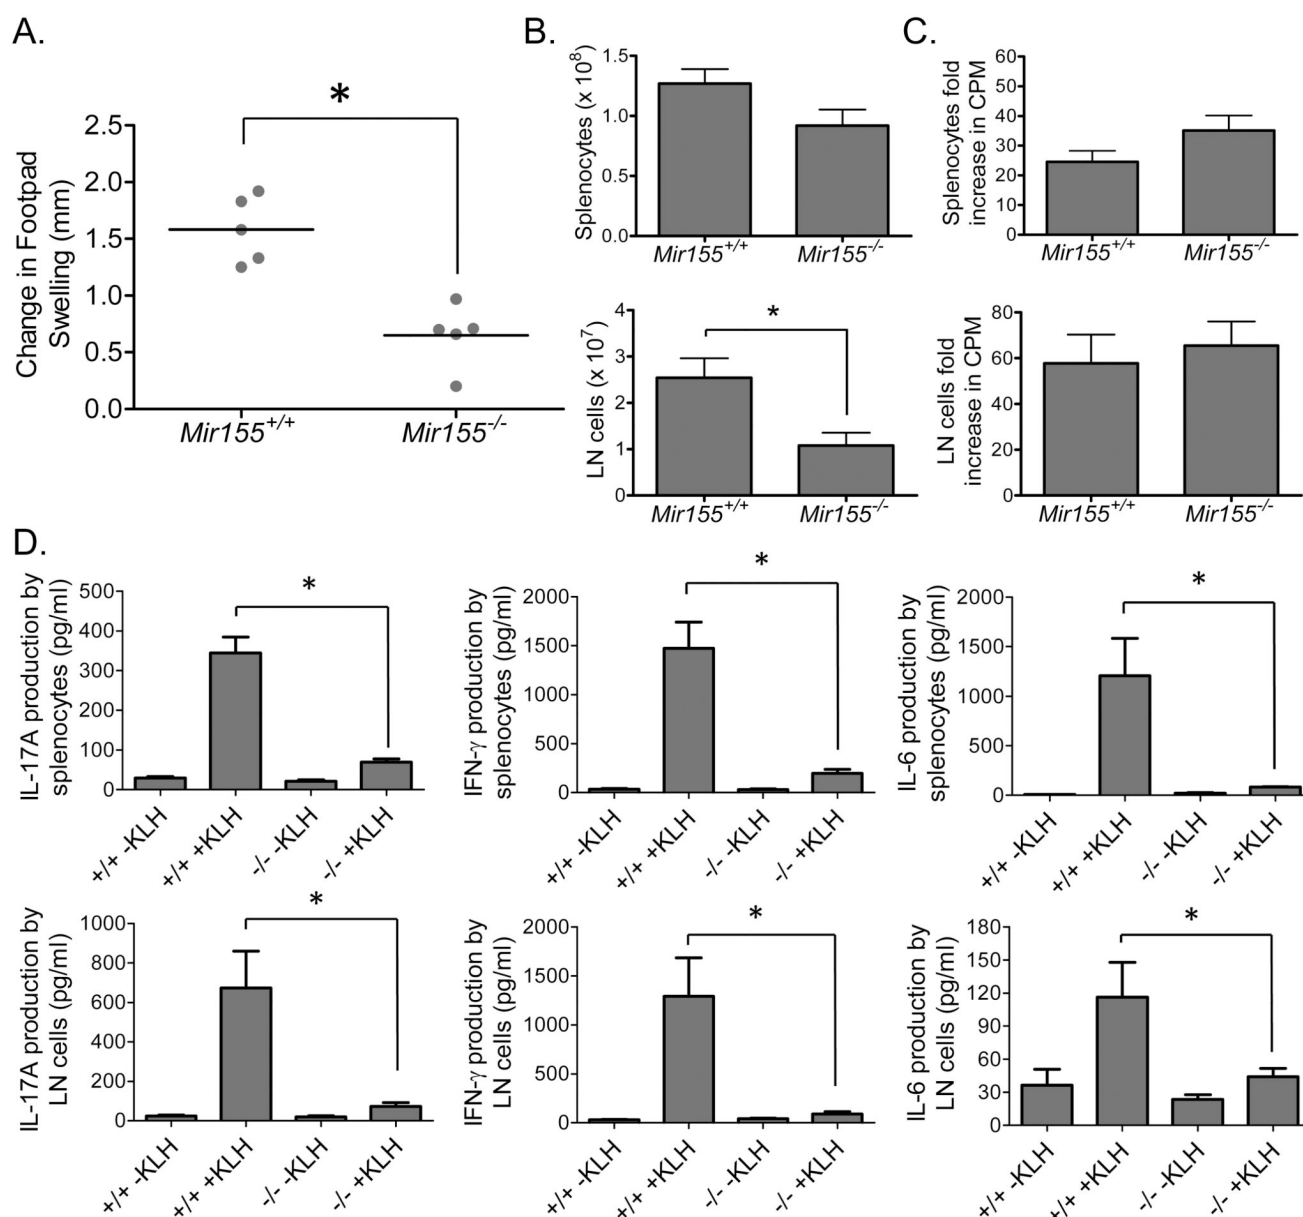 A.
*
Change in Footpad
Swelling (mm)
2.5
2.0
1.5
1.0
0.5
0.0
Mir155+/+
Mir155-/-
B.
Splenocytes (x 10⁸)
1.5
1.0
0.5
0.0
Mir155+/+
Mir155-/-
LN cells (x 10⁷)
4
3
2
1
0
*
Mir155+/+
Mir155-/-
C.
Splenocytes fold
increase in CPM
60
50
40
30
20
10
0
Mir155+/+
Mir155-/-
LN cells fold
increase in CPM
80
60
40
20
0
Mir155+/+
Mir155-/-
D.
IL-17A production by
splenocytes (pg/ml)
500
400
300
200
100
0
*
+/+ -KLH
+/+ +KLH
-/- -KLH
-/- +KLH
IFN-γ production by
splenocytes (pg/ml)
2000
1500
1000
500
0
*
+/+ -KLH
+/+ +KLH
-/- -KLH
-/- +KLH
IL-6 production by
splenocytes (pg/ml)
2000
1500
1000
500
0
*
+/+ -KLH
+/+ +KLH
-/- -KLH
-/- +KLH
IL-17A production by
LN cells (pg/ml)
1000
800
600
400
200
0
*
+/+ -KLH
+/+ +KLH
-/- -KLH
-/- +KLH
IFN-γ production by
LN cells (pg/ml)
2000
1500
1000
500
0
*
+/+ -KLH
+/+ +KLH
-/- -KLH
-/- +KLH
IL-6 production by
LN cells (pg/ml)
180
150
120
90
60
30
0
*
+/+ -KLH
+/+ +KLH
-/- -KLH
-/- +KLH